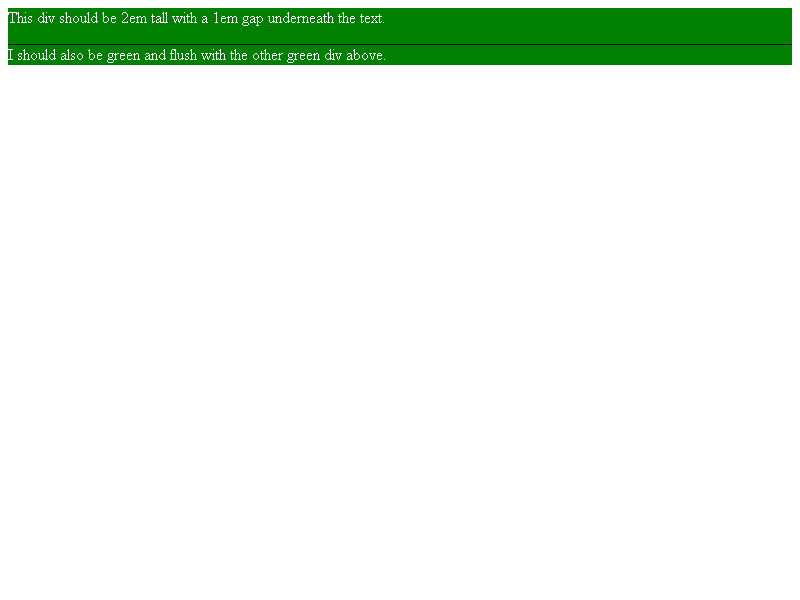 This div should be 2em tall with a 1em gap underneath the text.
I should also be green and flush with the other green div above.